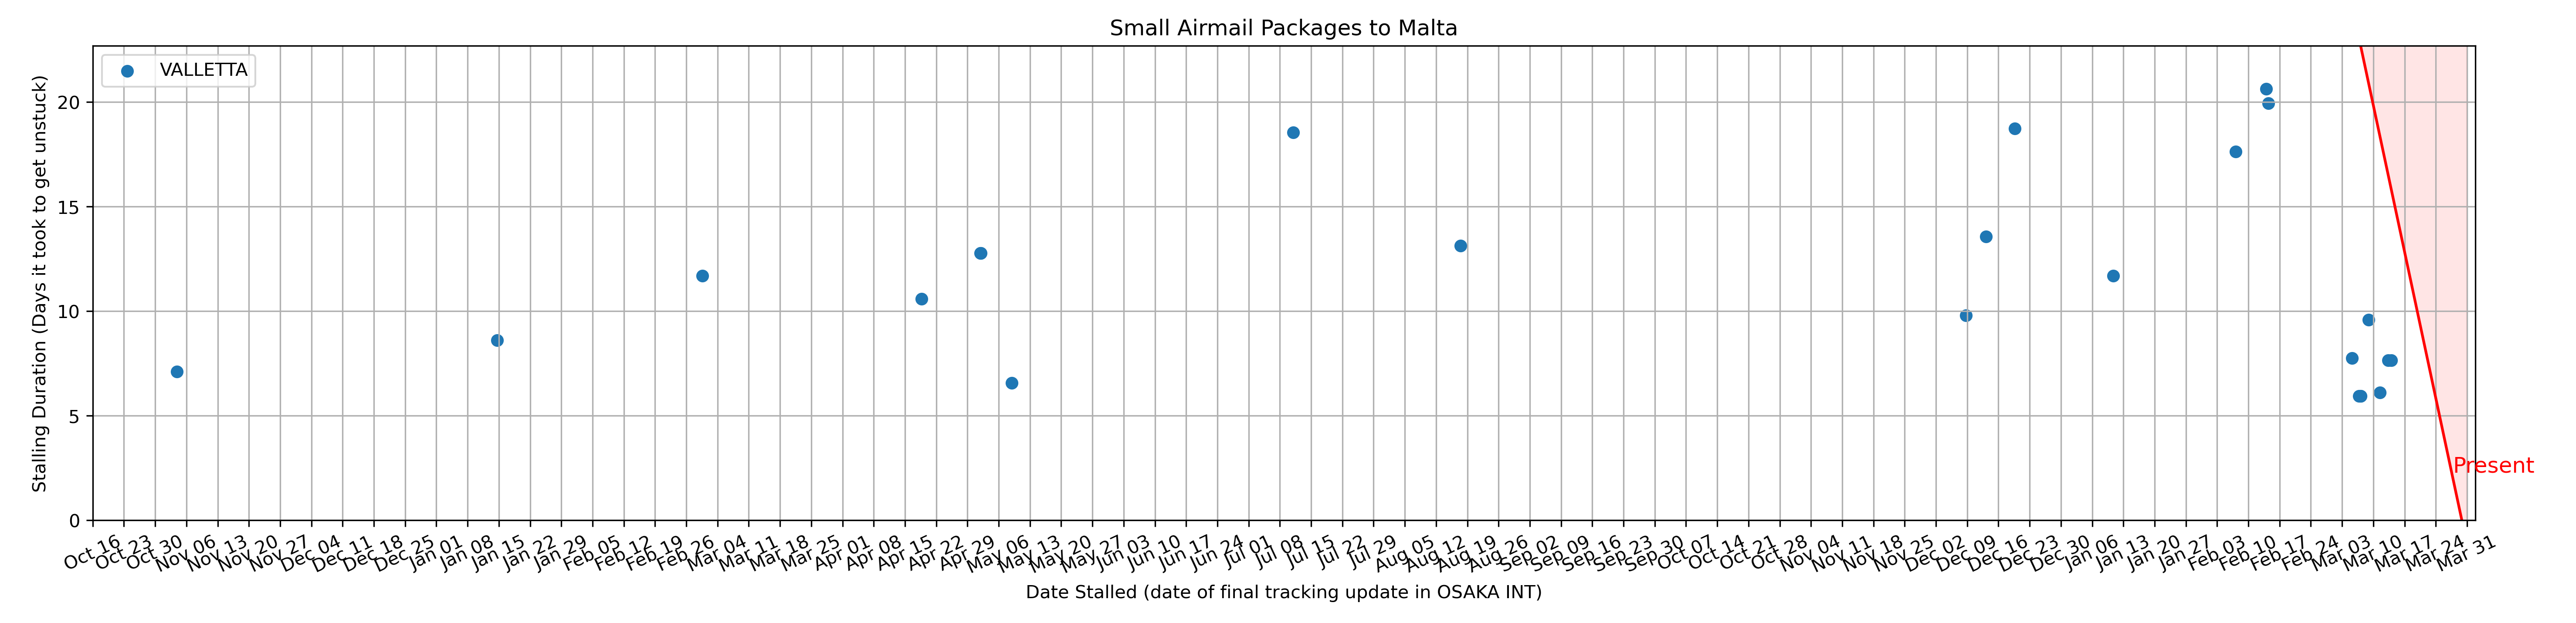 Small Airmail Packages to Malta
VALLETTA
Stalling Duration (Days it took to get unstuck)
20
15
10
5
0
Present
Oct 16
Oct 23
Oct 30
Nov 06
Nov 13
Nov 20
Nov 27
Dec 04
Dec 11
Dec 18
Dec 25
Jan 01
Jan 08
Jan 15
Jan 22
Jan 29
Feb 05
Feb 12
Feb 19
Feb 26
Mar 04
Mar 11
Mar 18
Mar 25
Apr 01
Apr 08
Apr 15
Apr 22
Apr 29
May 06
May 13
May 20
May 27
Jun 03
Jun 10
Jun 17
Jun 24
Jul 01
Jul 08
Jul 15
Jul 22
Jul 29
Aug 05
Aug 12
Aug 19
Aug 26
Sep 02
Sep 09
Sep 16
Sep 23
Sep 30
Oct 07
Oct 14
Oct 21
Oct 28
Nov 04
Nov 11
Nov 18
Nov 25
Dec 02
Dec 09
Dec 16
Dec 23
Dec 30
Jan 06
Jan 13
Jan 20
Jan 27
Feb 03
Feb 10
Feb 17
Feb 24
Mar 03
Mar 10
Mar 17
Mar 24
Mar 31
Date Stalled (date of final tracking update in OSAKA INT)